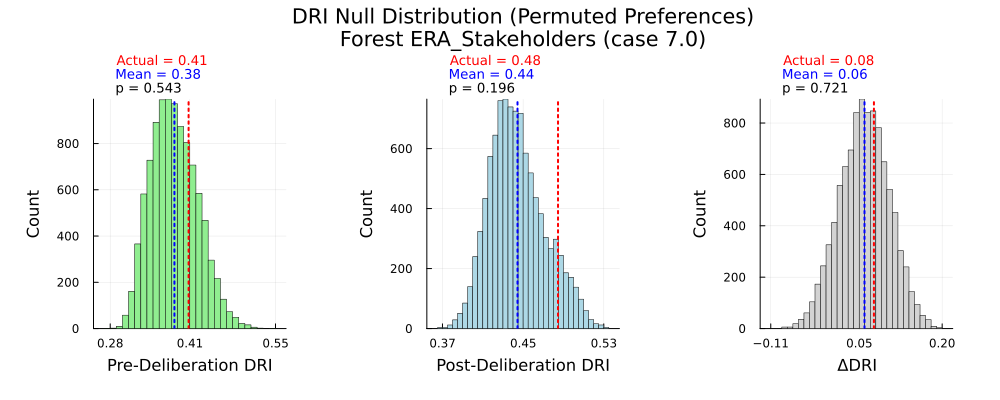 DRI Null Distribution (Permuted Preferences)
Forest ERA_Stakeholders (case 7.0)
Actual = 0.41
Mean = 0.38
p = 0.543
Count
0
200
400
600
800
0.28
0.41
0.55
Pre-Deliberation DRI
Actual = 0.48
Mean = 0.44
p = 0.196
Count
0
200
400
600
0.37
0.45
0.53
Post-Deliberation DRI
Actual = 0.08
Mean = 0.06
p = 0.721
Count
0
200
400
600
800
−0.11
0.05
0.20
ΔDRI